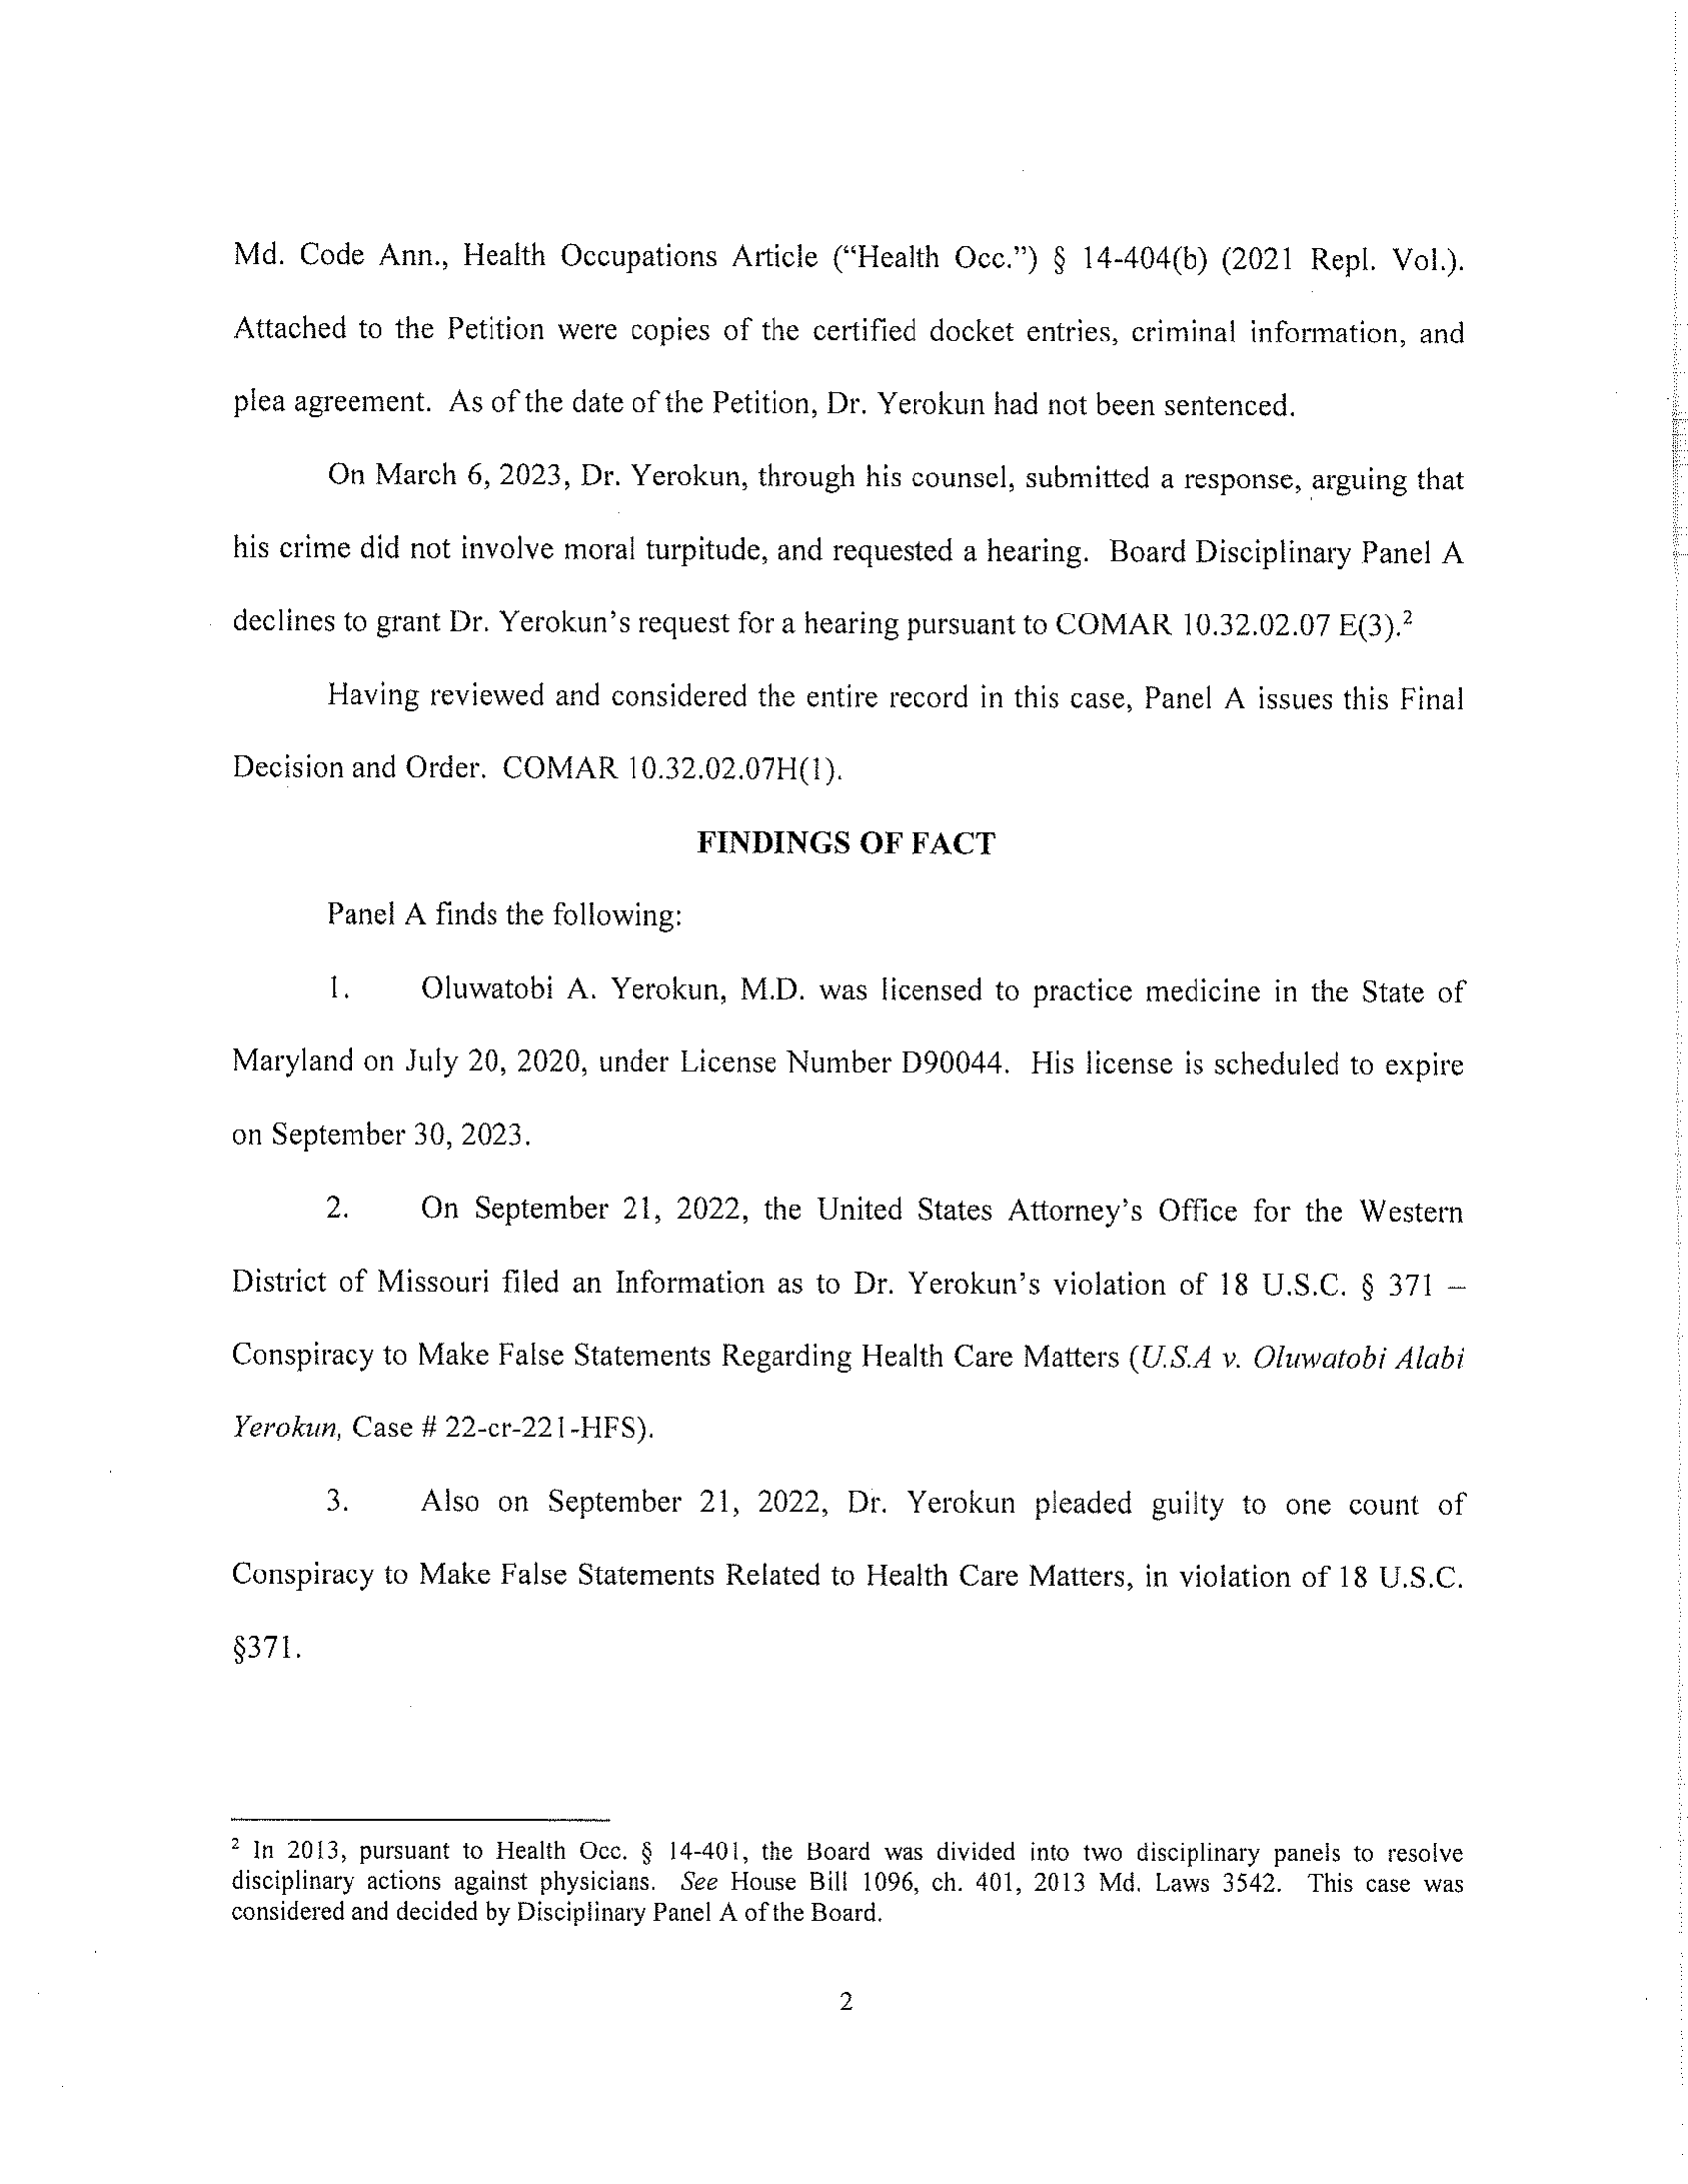 Md. Code Ann., Health Occupations Article (“Health Occ.”) § 14-404(b) (2021 Repl. Vol.).
Attached to the Petition were copies of the certified docket entries, criminal information, and
plea agreement. As of the date of the Petition, Dr. Yerokun had not been sentenced.
On March 6, 2023, Dr. Yerokun, through his counsel, submitted a response, arguing that
his crime did not involve moral turpitude, and requested a hearing. Board Disciplinary Panel A
declines to grant Dr. Yerokun’s request for a hearing pursuant to COMAR 10.32.02.07 E(3).²
Having reviewed and considered the entire record in this case, Panel A issues this Final
Decision and Order. COMAR 10.32.02.07H(1).
FINDINGS OF FACT
Panel A finds the following:
1. Oluwatobi A. Yerokun, M.D. was licensed to practice medicine in the State of
Maryland on July 20, 2020, under License Number D90044. His license is scheduled to expire
on September 30, 2023.
2. On September 21, 2022, the United States Attorney’s Office for the Western
District of Missouri filed an Information as to Dr. Yerokun’s violation of 18 U.S.C. § 371 –
Conspiracy to Make False Statements Regarding Health Care Matters (U.S.A v. Oluwatobi Alabi
Yerokun, Case # 22-cr-221-HFS).
3. Also on September 21, 2022, Dr. Yerokun pleaded guilty to one count of
Conspiracy to Make False Statements Related to Health Care Matters, in violation of 18 U.S.C.
§371.
² In 2013, pursuant to Health Occ. § 14-401, the Board was divided into two disciplinary panels to resolve
disciplinary actions against physicians. See House Bill 1096, ch. 401, 2013 Md. Laws 3542. This case was
considered and decided by Disciplinary Panel A of the Board.
2